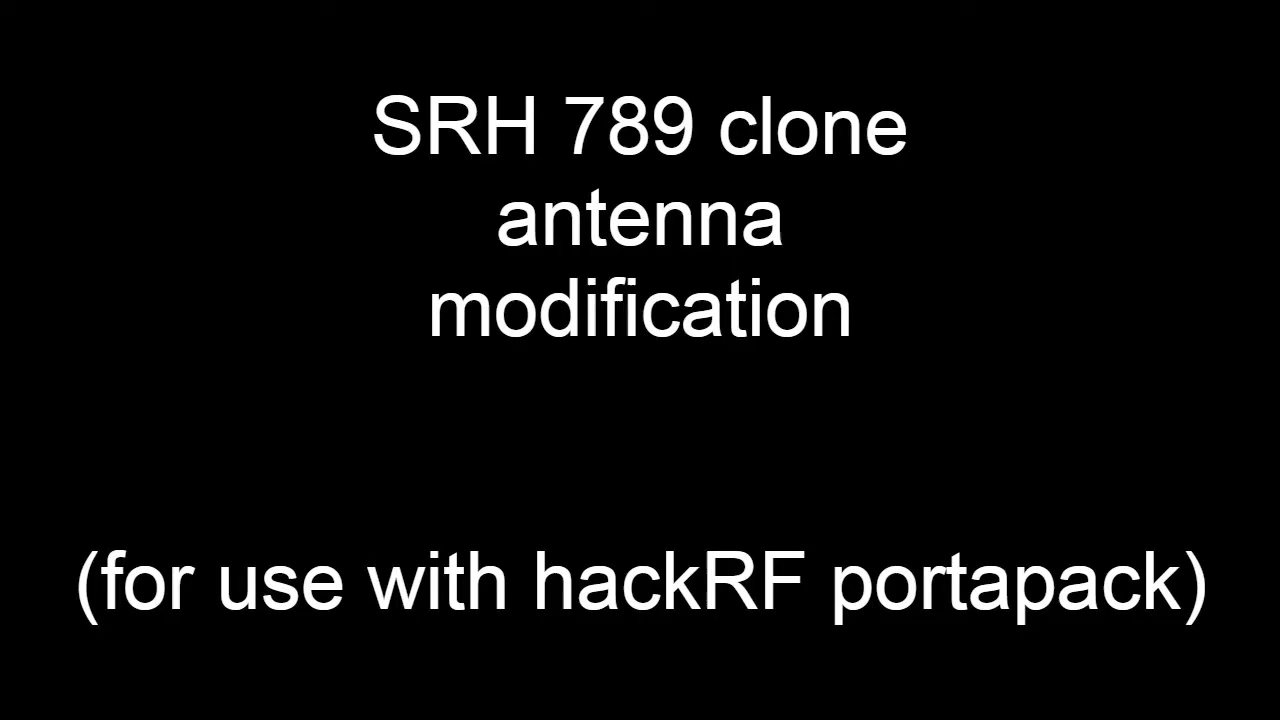 SRH 789 clone
antenna
modification
(for use with hackRF portapack)